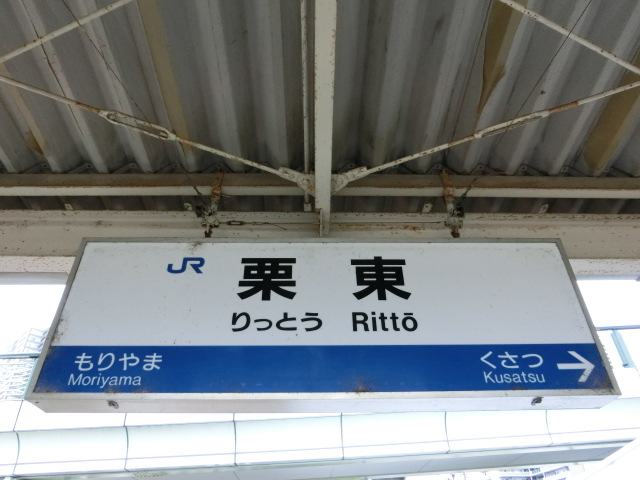 JR 栗東
りっとう Rittō
もりやま くさつ →
Moriyama Kusatsu